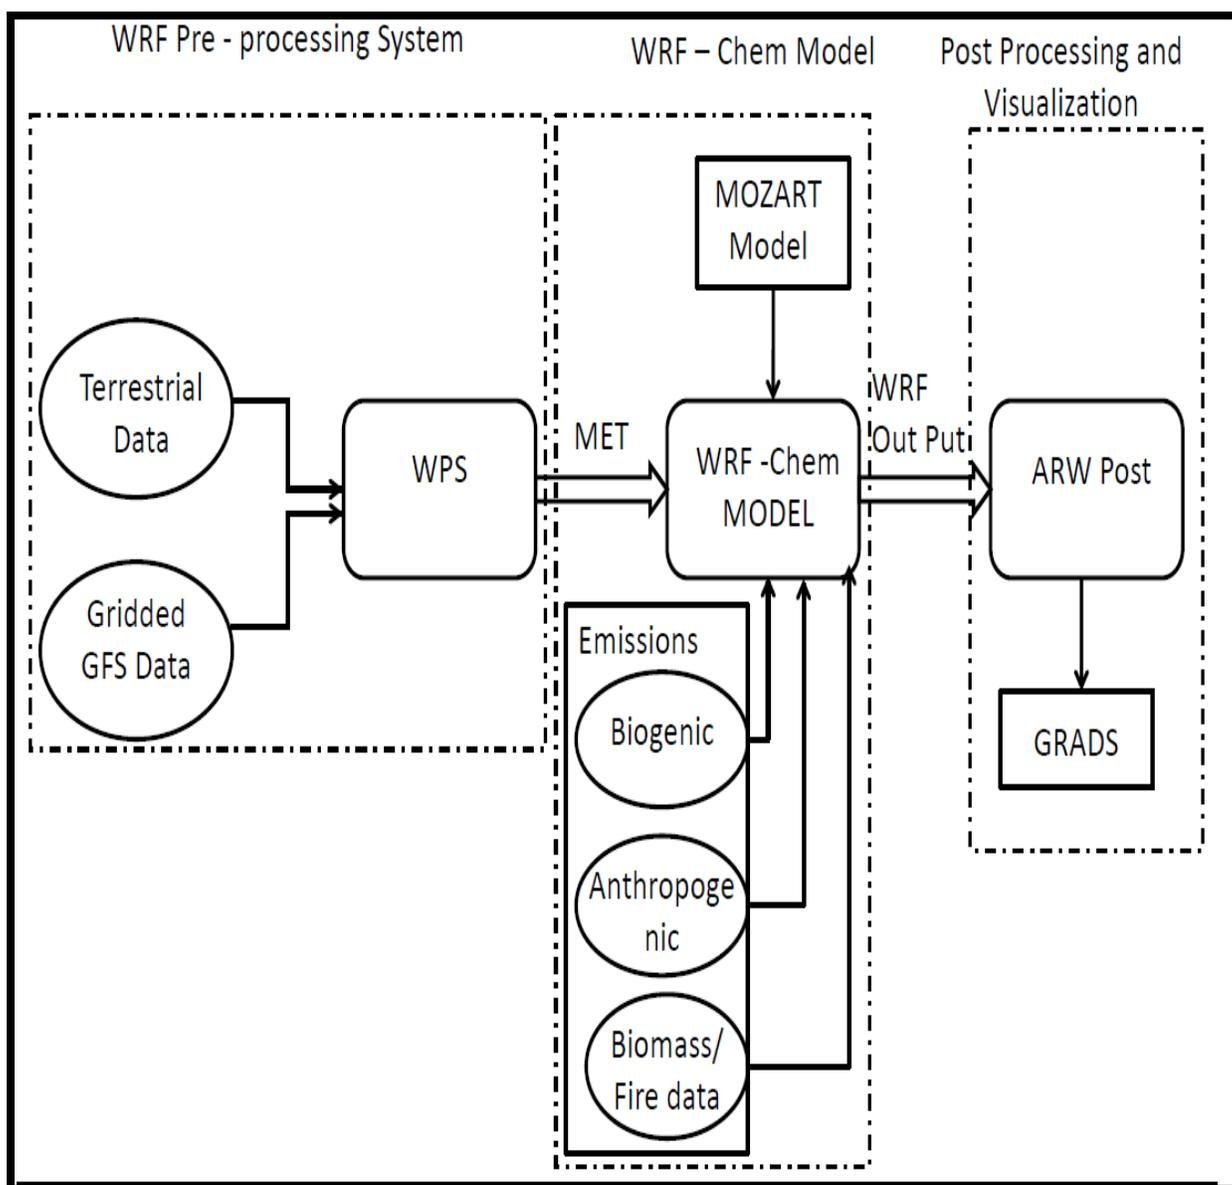 WRF Pre - processing System
WRF – Chem Model
Post Processing and
Visualization
Terrestrial
Data
Gridded
GFS Data
WPS
MET
MOZART
Model
WRF -Chem
MODEL
Emissions
Biogenic
Anthropoge
nic
Biomass/
Fire data
WRF
Out Put
ARW Post
GRADS